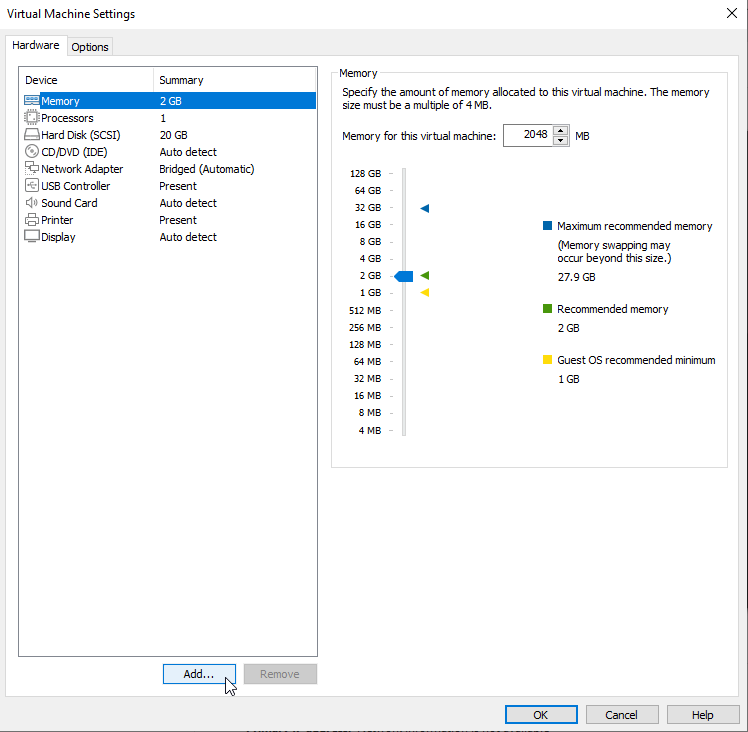 Virtual Machine Settings
Hardware Options
Device Summary
Memory 2 GB
Processors 1
Hard Disk (SCSI) 20 GB
CD/DVD (IDE) Auto detect
Network Adapter Bridged (Automatic)
USB Controller Present
Sound Card Auto detect
Printer Present
Display Auto detect
Add...
Remove
Memory
Specify the amount of memory allocated to this virtual machine. The memory
size must be a multiple of 4 MB.
Memory for this virtual machine: 2048 MB
128 GB
64 GB
32 GB
16 GB
8 GB
4 GB
2 GB
1 GB
512 MB
256 MB
128 MB
64 MB
32 MB
16 MB
8 MB
4 MB
Maximum recommended memory
(Memory swapping may
occur beyond this size.)
27.9 GB
Recommended memory
2 GB
Guest OS recommended minimum
1 GB
OK
Cancel
Help